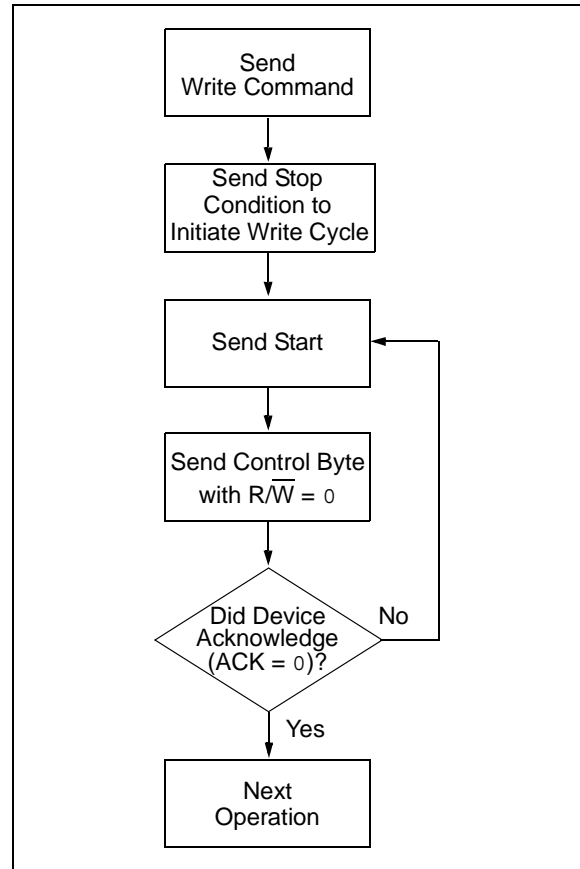 Send
Write Command
Send Stop
Condition to
Initiate Write Cycle
Send Start
Send Control Byte
with R/W̅ = 0
Did Device
Acknowledge
(ACK = 0)?
No
Yes
Next
Operation